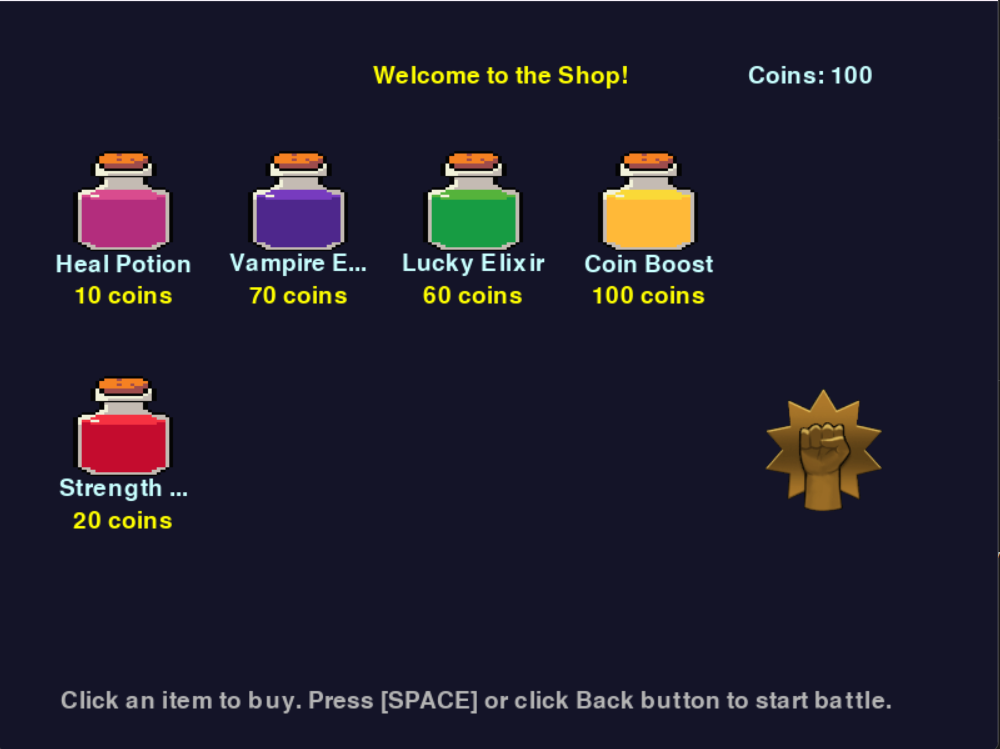 Welcome to the Shop!
Coins: 100
Heal Potion
10 coins
Vampire E...
70 coins
Lucky Elixir
60 coins
Coin Boost
100 coins
Strength ...
20 coins
Click an item to buy. Press [SPACE] or click Back button to start battle.